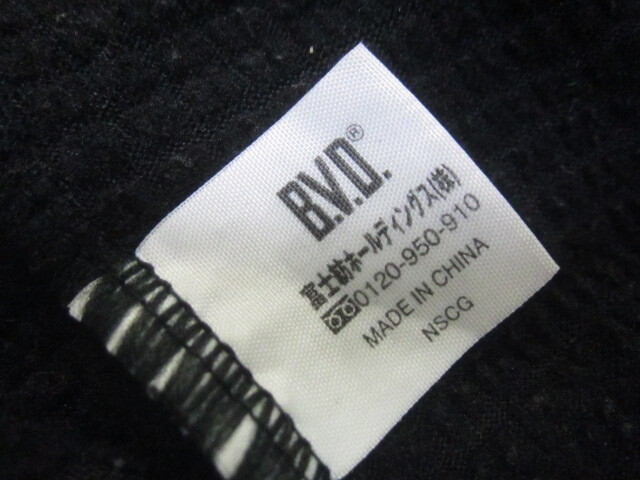 B.V.D.®
富士紡ホールディングス(株)
0120-950-910
MADE IN CHINA
NSCG